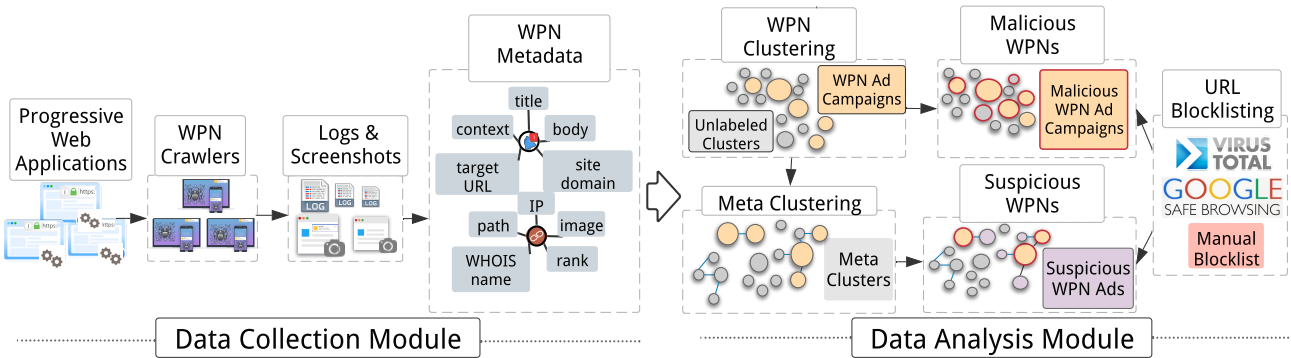 Progressive
Web
Applications
https:
https:
https:
WPN
Crawlers
Logs &
Screenshots
LOG
LOG
LOG
WPN
Metadata
title
context
body
target
URL
site
domain
IP
path
image
WHOIS
name
rank
Data Collection Module
WPN
Clustering
WPN Ad
Campaigns
Unlabeled
Clusters
Meta Clustering
Meta
Clusters
Malicious
WPNs
Malicious
WPN Ad
Campaigns
Suspicious
WPNs
Suspicious
WPN Ads
URL
Blocklisting
VIRUS
TOTAL
GOOGLE
SAFE BROWSING
Manual
Blocklist
Data Analysis Module